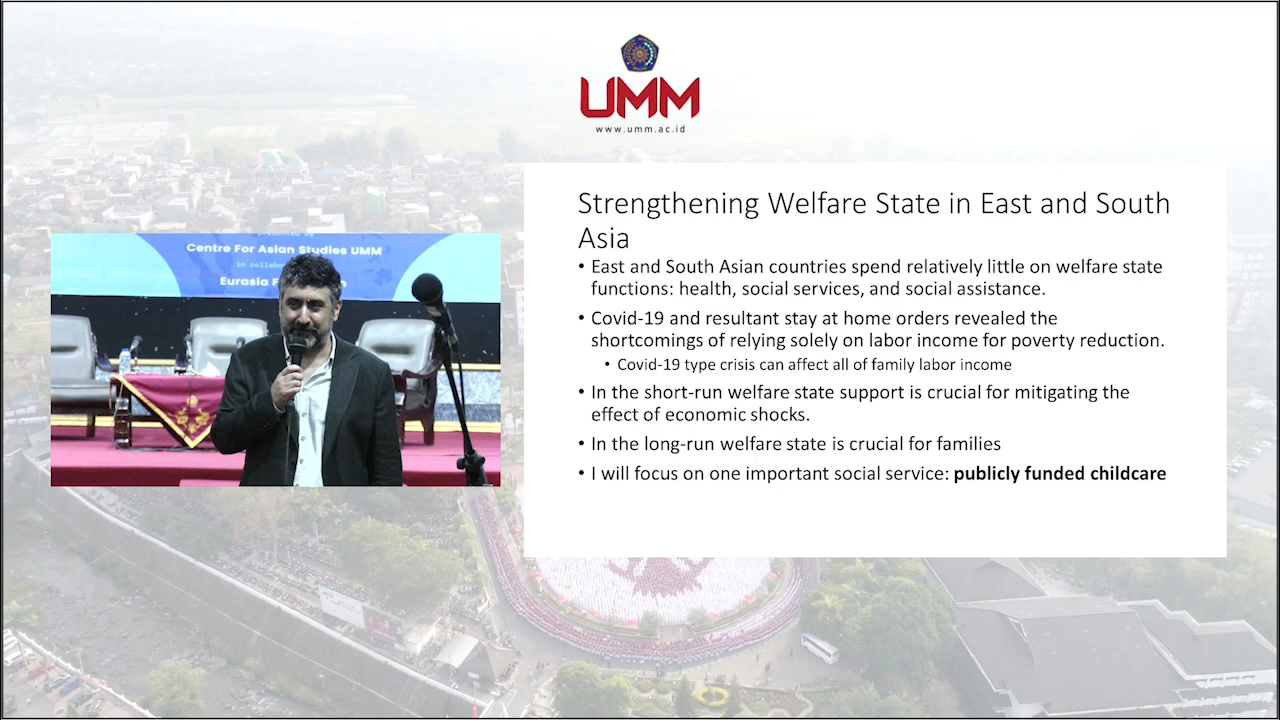 UMM
www.umm.ac.id
Strengthening Welfare State in East and South
Asia
• East and South Asian countries spend relatively little on welfare state
functions: health, social services, and social assistance.
• Covid-19 and resultant stay at home orders revealed the
shortcomings of relying solely on labor income for poverty reduction.
• Covid-19 type crisis can affect all of family labor income
• In the short-run welfare state support is crucial for mitigating the
effect of economic shocks.
• In the long-run welfare state is crucial for families
• I will focus on one important social service: publicly funded childcare
Centre For Asian Studies UMM
Eurasia